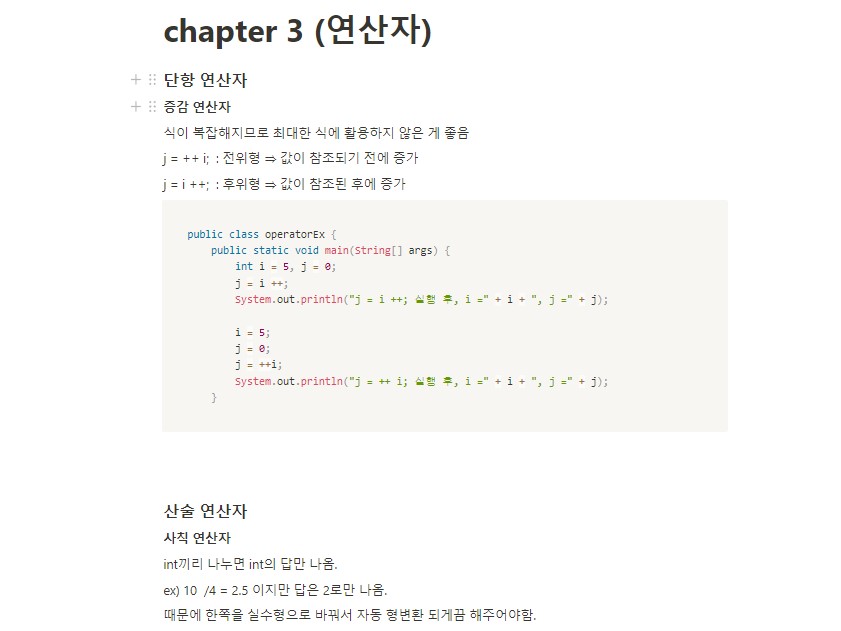 chapter 3 (연산자)
단항 연산자
증감 연산자
식이 복잡해지므로 최대한 식에 활용하지 않은 게 좋음
j = ++ i; : 전위형 ⇒ 값이 참조되기 전에 증가
j = i ++; : 후위형 ⇒ 값이 참조된 후에 증가
public class operatorEx {
    public static void main(String[] args) {
        int i = 5, j = 0;
        j = i ++;
        System.out.println("j = i ++; 실행 후, i =" + i + ", j =" + j);
        i = 5;
        j = 0;
        j = ++i;
        System.out.println("j = ++ i; 실행 후, i =" + i + ", j =" + j);
    }
산술 연산자
사칙 연산자
int끼리 나누면 int의 답만 나옴.
ex) 10 /4 = 2.5 이지만 답은 2로만 나옴.
때문에 한쪽을 실수형으로 바꿔서 자동 형변환 되게끔 해주어야함.